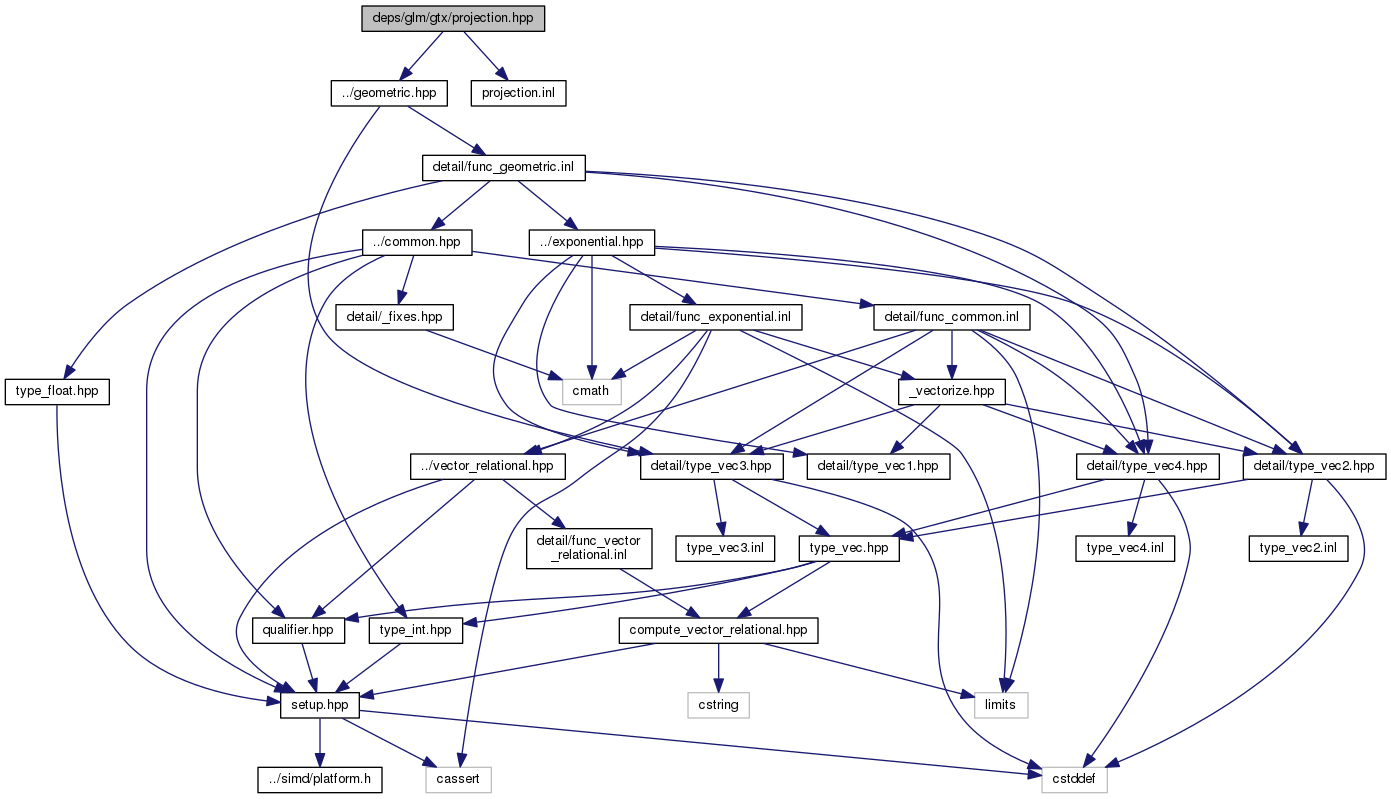 deps/glm/gtx/projection.hpp
../geometric.hpp
projection.inl
detail/func_geometric.inl
../common.hpp
../exponential.hpp
detail/_fixes.hpp
detail/func_exponential.inl
detail/func_common.inl
type_float.hpp
cmath
_vectorize.hpp
../vector_relational.hpp
detail/type_vec3.hpp
detail/type_vec1.hpp
detail/type_vec4.hpp
detail/type_vec2.hpp
detail/func_vector
_relational.inl
type_vec3.inl
type_vec.hpp
type_vec4.inl
type_vec2.inl
qualifier.hpp
type_int.hpp
compute_vector_relational.hpp
setup.hpp
cstring
limits
../simd/platform.h
cassert
cstddef